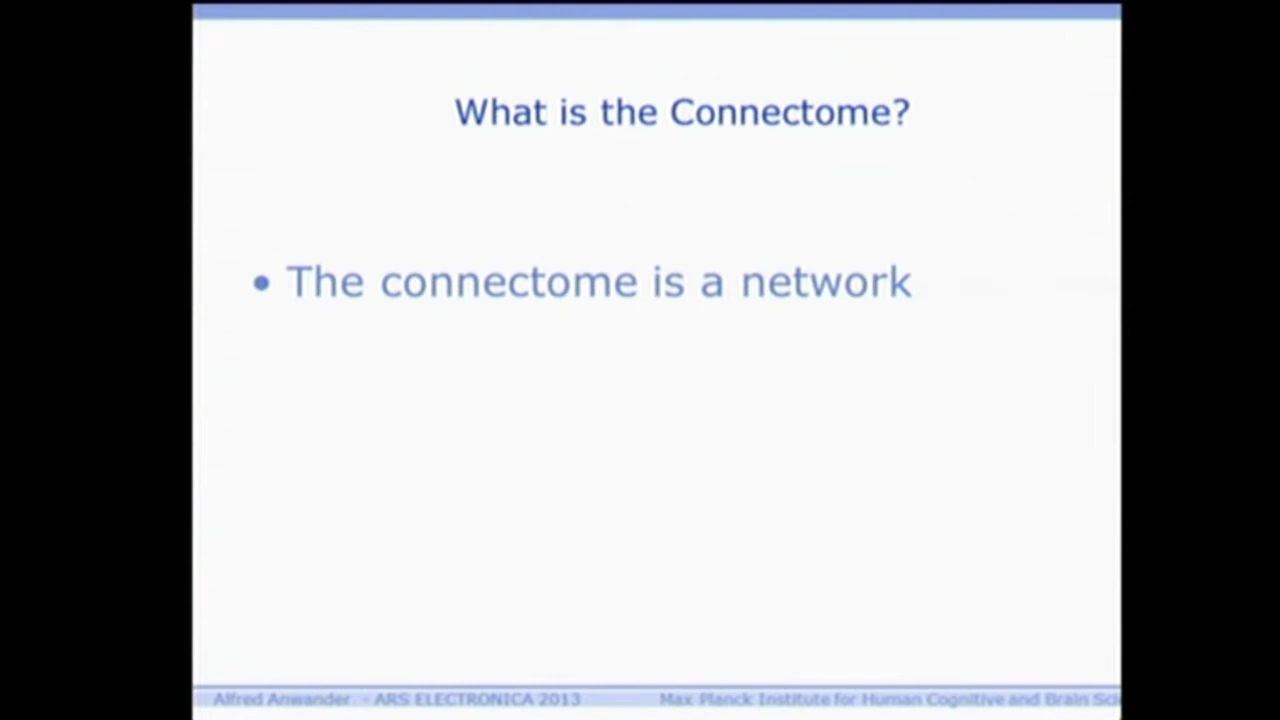 What is the Connectome?
• The connectome is a network
Alfred Anwander - ARS ELECTRONICA 2013 Max Planck Institute for Human Cognitive and Brain Sci